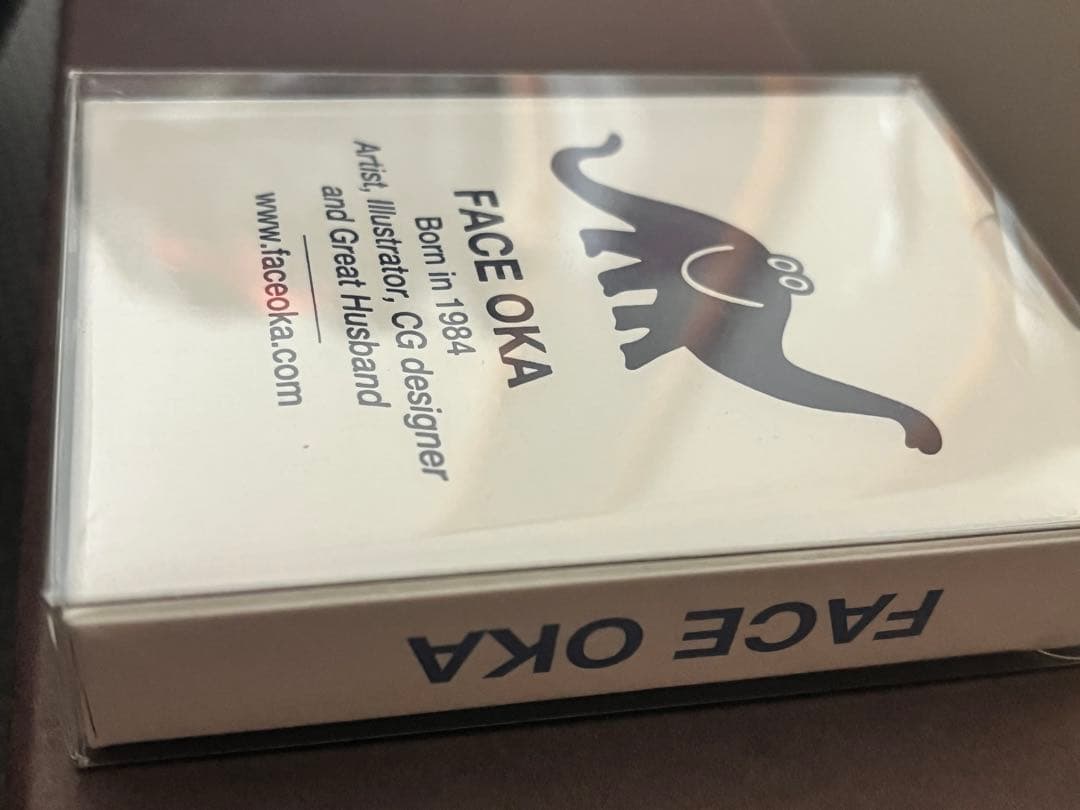 FACE OKA
Born in 1984
Artist, Illustrator, CG designer
and Great Husband
www.faceoka.com
FACE OKA